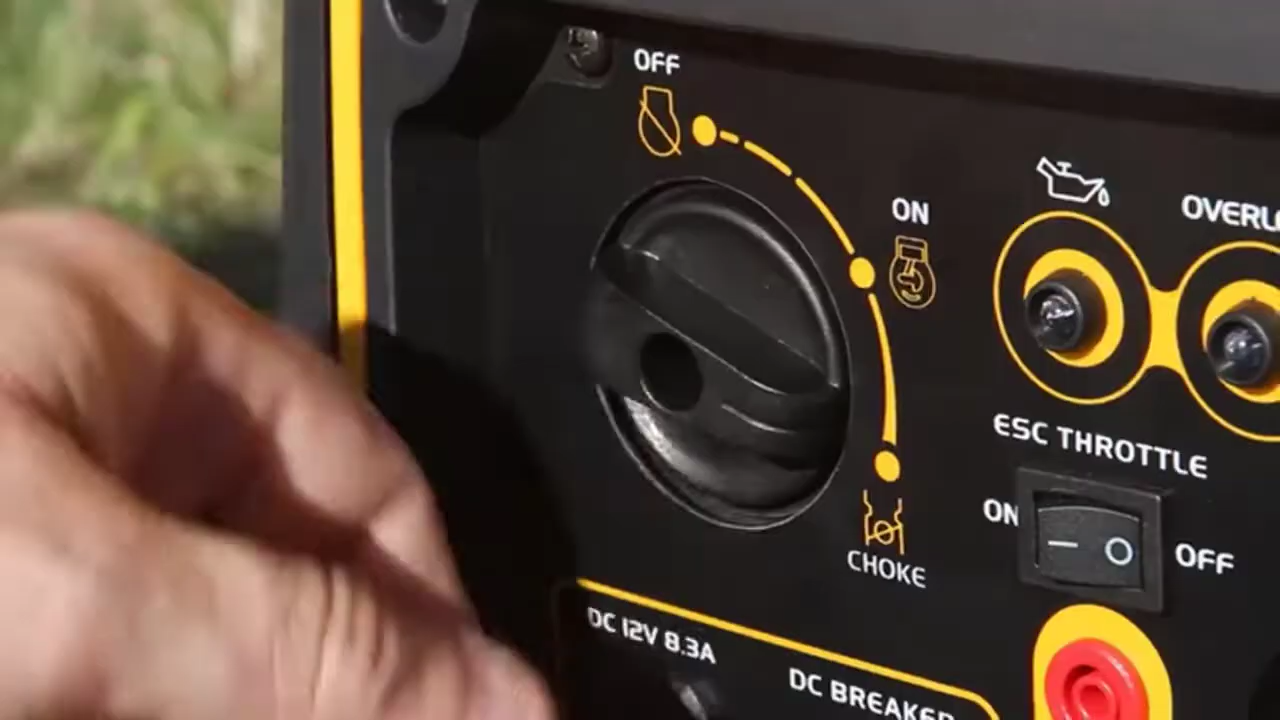 OFF
ON
ESC THROTTLE
ON
OFF
CHOKE
DC 12V 8.3A
DC BREAKER